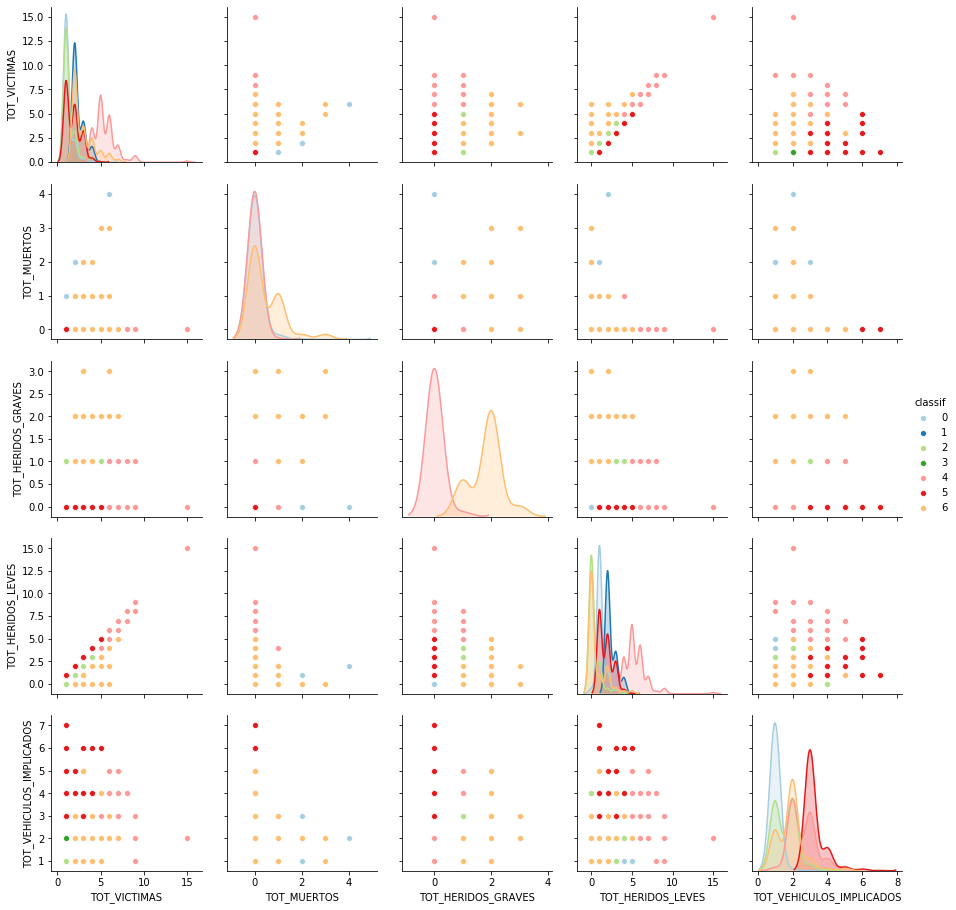 TOT_VICTIMAS
15.0
12.5
10.0
7.5
5.0
2.5
0.0
TOT_MUERTOS
4
3
2
1
0
TOT_HERIDOS_GRAVES
3.0
2.5
2.0
1.5
1.0
0.5
0.0
classif
0
1
2
3
4
5
6
TOT_HERIDOS_LEVES
15.0
12.5
10.0
7.5
5.0
2.5
0.0
TOT_VEHICULOS_IMPLICADOS
7
6
5
4
3
2
1
0 5 10 15
0 2 4
0 2 4
0 5 10 15
0 2 4 6 8
TOT_VICTIMAS
TOT_MUERTOS
TOT_HERIDOS_GRAVES
TOT_HERIDOS_LEVES
TOT_VEHICULOS_IMPLICADOS